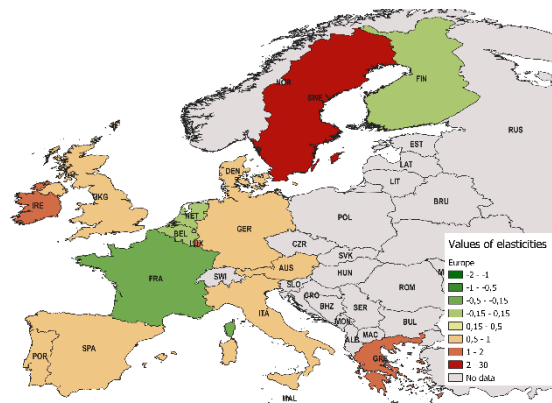 NOR
SWE
FIN
RUS
EST
LAT
LIT
DEN
IRE
UKG
NET
BEL
LUX
GER
POL
BRU
CZR
SVK
AUS
HUN
FRA
SWI
SLO
CRO
BHZ
SER
ROM
MON
BUL
ALB
MAC
ITA
POR
SPA
GRE
MAL
Values of elasticities
Europe
-2 - -1
-1 - -0,5
-0,5 - -0,15
-0,15 - 0,15
0,15 - 0,5
0,5 - 1
1 - 2
2 - 30
No data